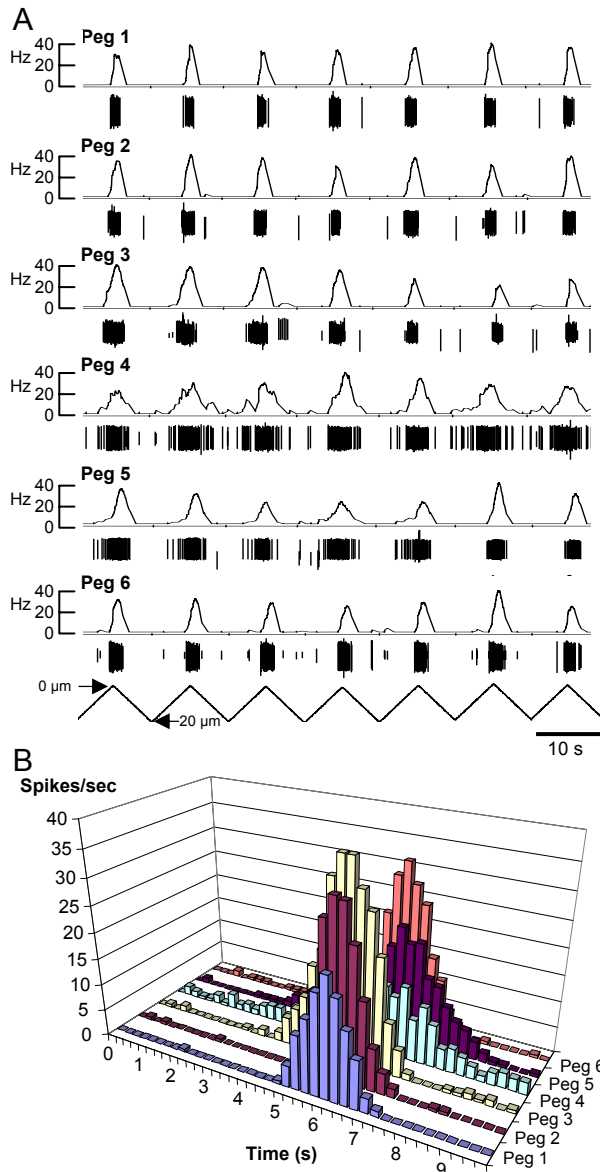 A
Peg 1
40
Hz 20
0
Peg 2
40
Hz 20
0
Peg 3
40
Hz 20
0
Peg 4
40
Hz 20
0
Peg 5
40
Hz 20
0
Peg 6
40
Hz 20
0
0 µm
20 µm
10 s
B
Spikes/sec
40
35
30
25
20
15
10
5
0
0 1 2 3 4 5 6 7 8 9
Time (s)
Peg 6
Peg 5
Peg 4
Peg 3
Peg 2
Peg 1